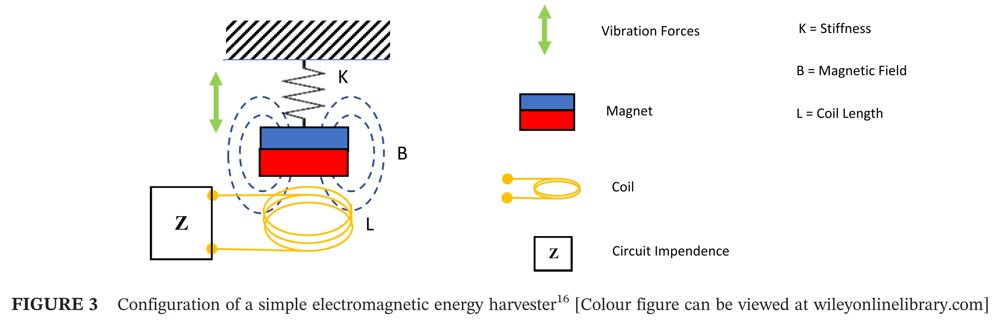 K
B
L
Z
Vibration Forces
Magnet
Coil
Z
Circuit Impendence
K = Stiffness
B = Magnetic Field
L = Coil Length
FIGURE 3 Configuration of a simple electromagnetic energy harvester16 [Colour figure can be viewed at wileyonlinelibrary.com]